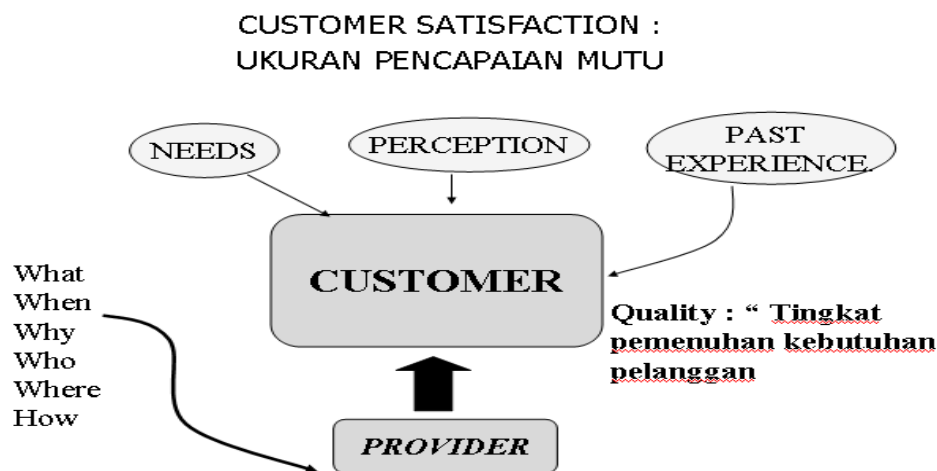 CUSTOMER SATISFACTION :
UKURAN PENCAPAIAN MUTU
NEEDS
PERCEPTION
PAST
EXPERIENCE.
CUSTOMER
What
When
Why
Who
Where
How
Quality : “ Tingkat
pemenuhan kebutuhan
pelanggan
PROVIDER